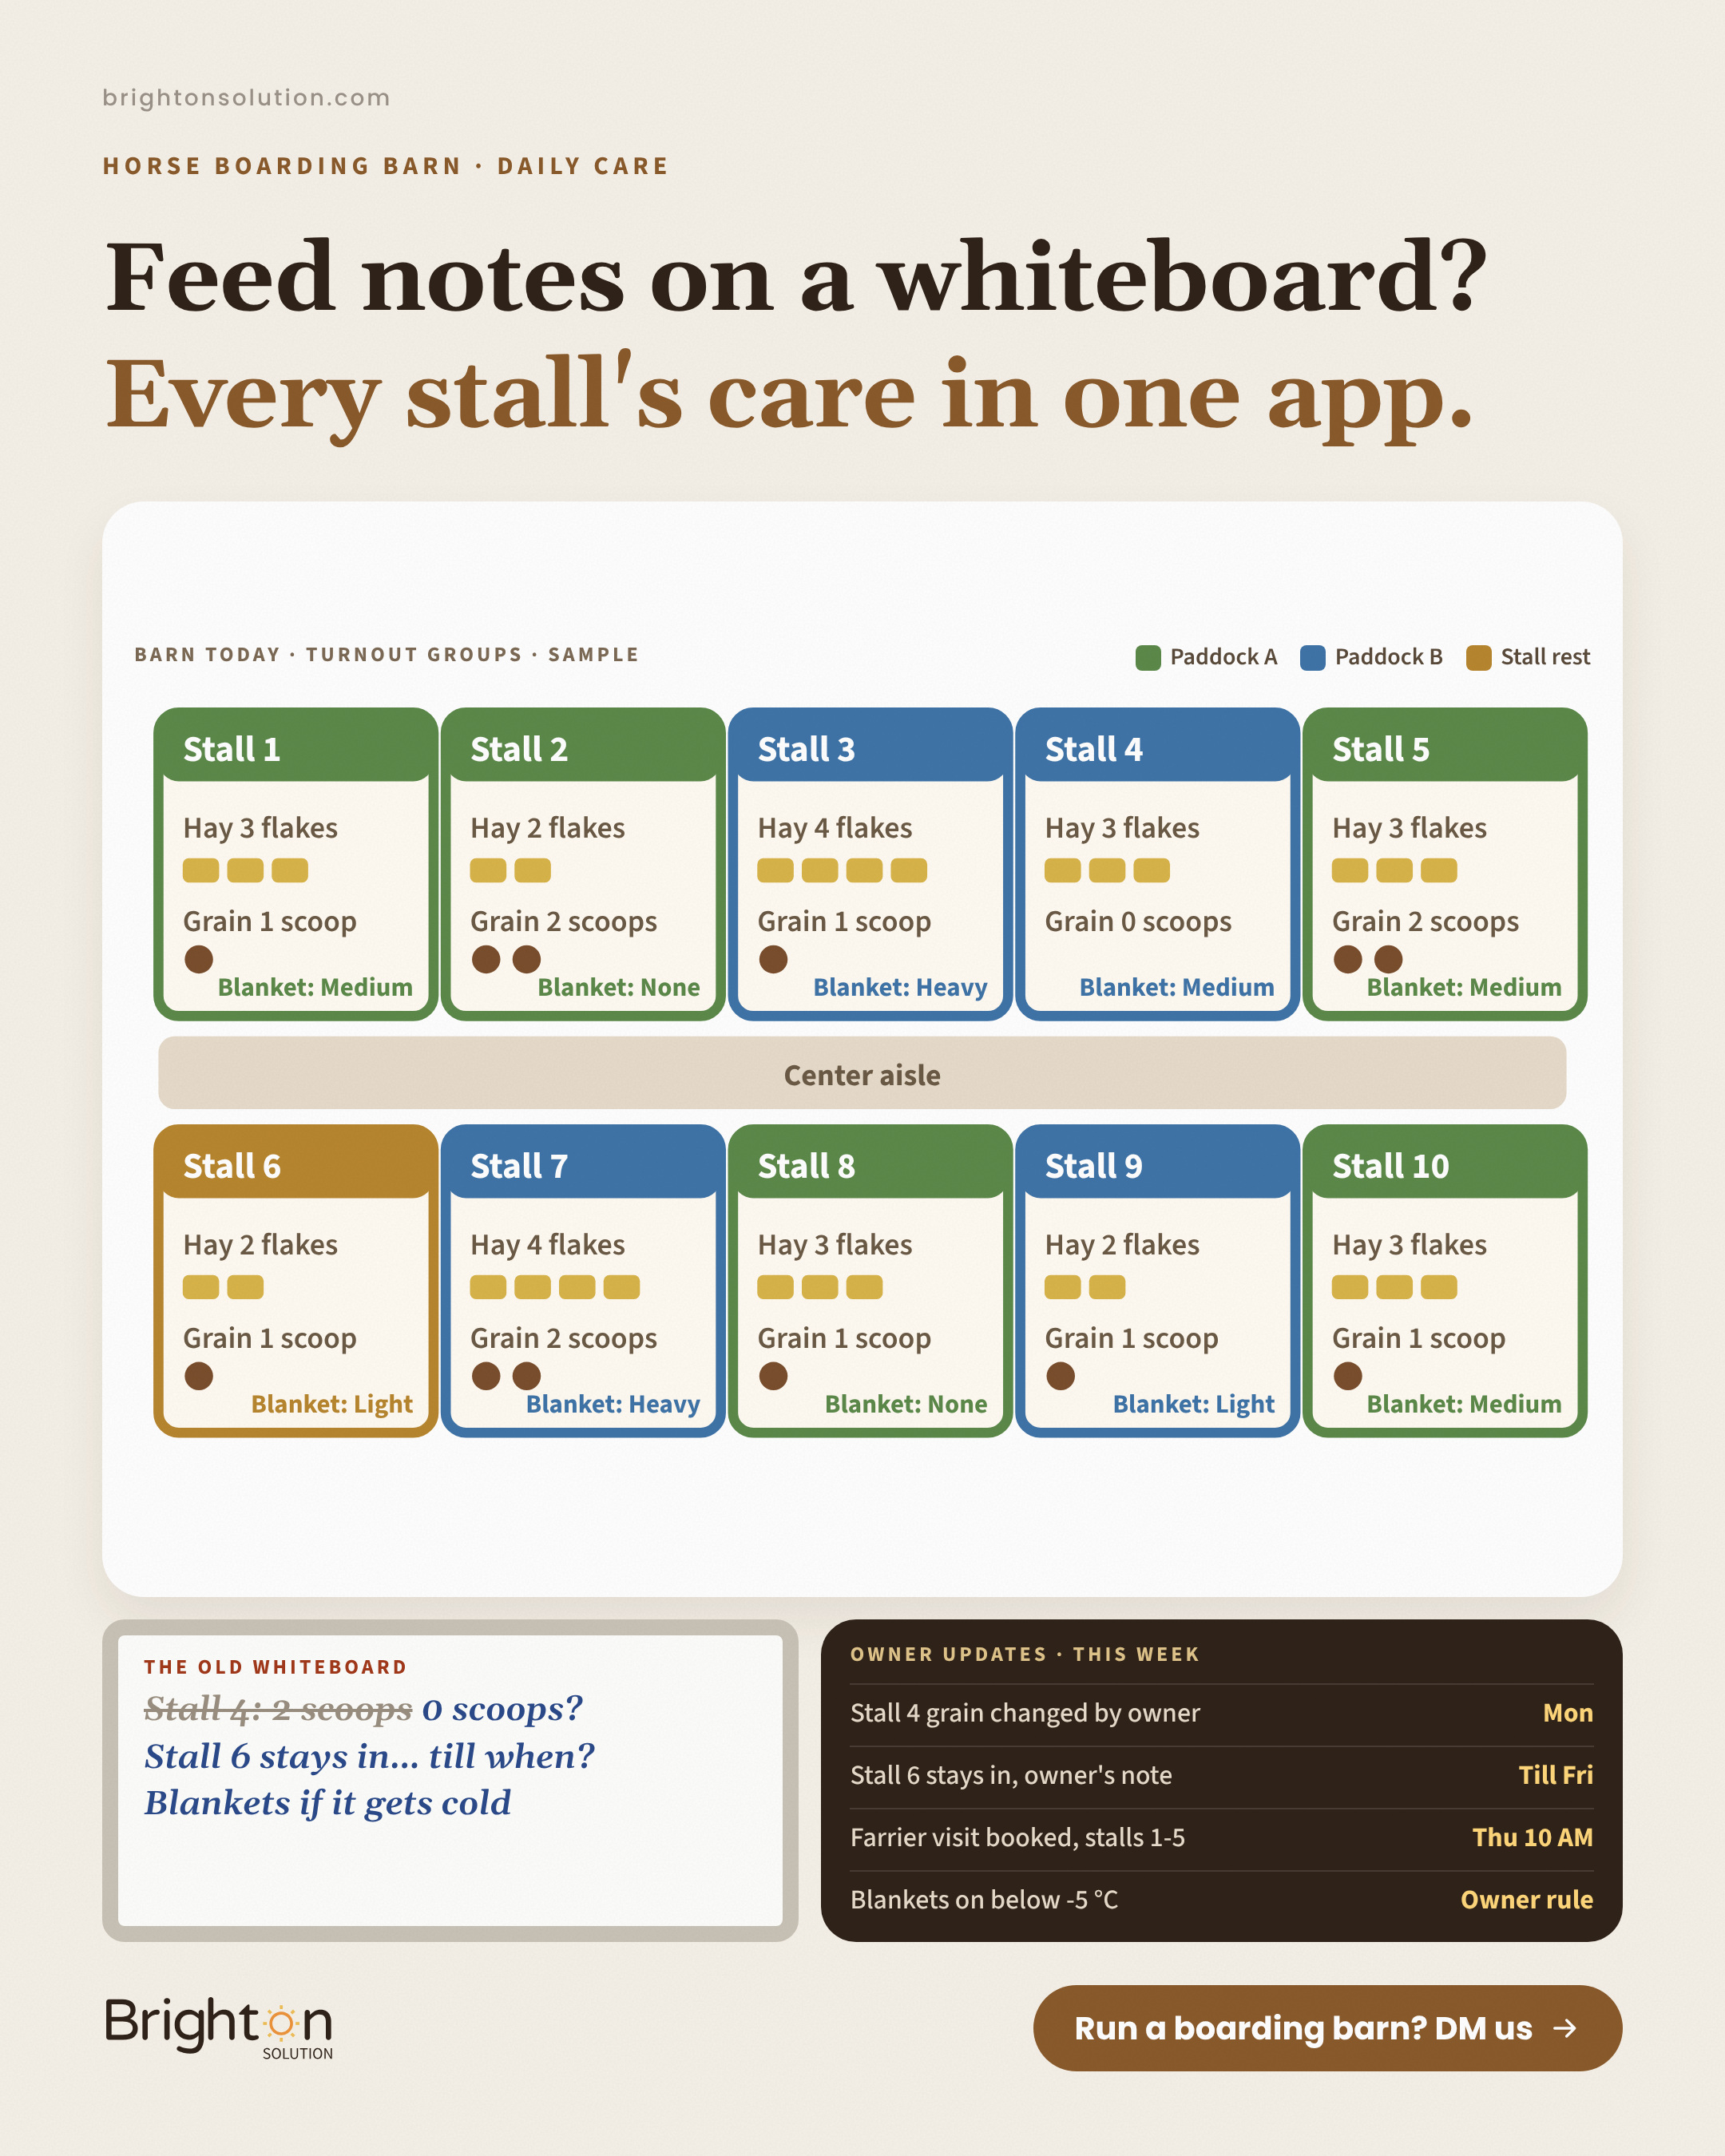 brightonsolution.com
HORSE BOARDING BARN · DAILY CARE
Feed notes on a whiteboard?
Every stall's care in one app.
BARN TODAY · TURNOUT GROUPS · SAMPLE
Paddock A
Paddock B
Stall rest
Stall 1
Hay 3 flakes
Grain 1 scoop
Blanket: Medium
Stall 2
Hay 2 flakes
Grain 2 scoops
Blanket: None
Stall 3
Hay 4 flakes
Grain 1 scoop
Blanket: Heavy
Stall 4
Hay 3 flakes
Grain 0 scoops
Blanket: Medium
Stall 5
Hay 3 flakes
Grain 2 scoops
Blanket: Medium
Center aisle
Stall 6
Hay 2 flakes
Grain 1 scoop
Blanket: Light
Stall 7
Hay 4 flakes
Grain 2 scoops
Blanket: Heavy
Stall 8
Hay 3 flakes
Grain 1 scoop
Blanket: None
Stall 9
Hay 2 flakes
Grain 1 scoop
Blanket: Light
Stall 10
Hay 3 flakes
Grain 1 scoop
Blanket: Medium
THE OLD WHITEBOARD
Stall 4: 2 scoops 0 scoops?
Stall 6 stays in... till when?
Blankets if it gets cold
OWNER UPDATES · THIS WEEK
Stall 4 grain changed by owner Mon
Stall 6 stays in, owner's note Till Fri
Farrier visit booked, stalls 1-5 Thu 10 AM
Blankets on below -5 °C Owner rule
Brighton
SOLUTION
Run a boarding barn? DM us →